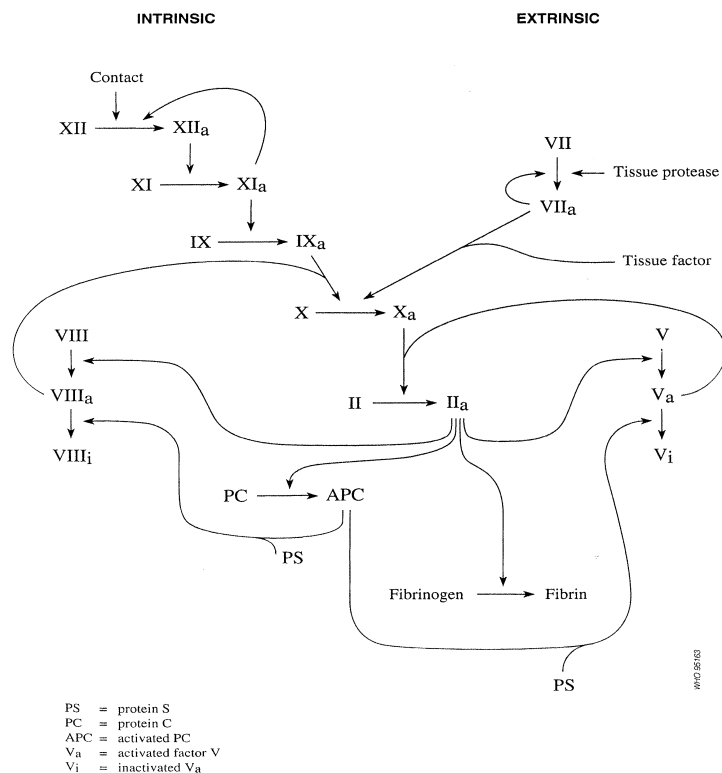 INTRINSIC EXTRINSIC
Contact
XII XIIa
VII
Tissue protease
XI XIa
VIIa
IX IXa
Tissue factor
X Xa
VIII V
VIIIa Va
II IIa
VIIIi Vi
PC APC
PS
Fibrinogen Fibrin
PS
WHO 95163
PS = protein S
PC = protein C
APC = activated PC
Va = activated factor V
Vi = inactivated Va